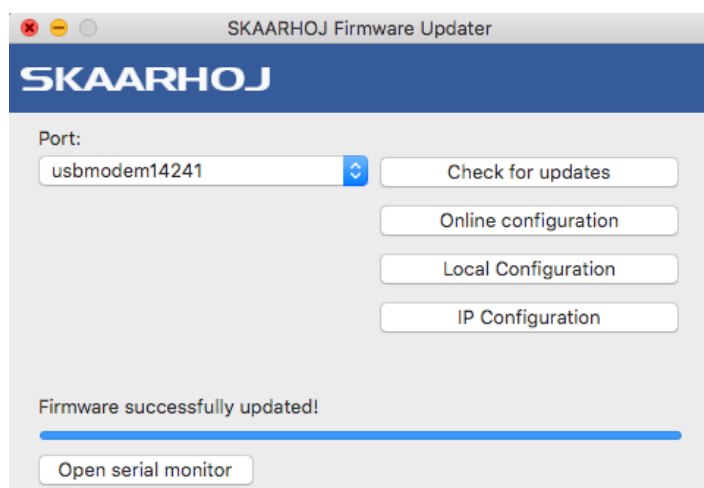 SKAARHOJ Firmware Updater
SKAARHOJ
Port:
usbmodem14241
Check for updates
Online configuration
Local Configuration
IP Configuration
Firmware successfully updated!
Open serial monitor